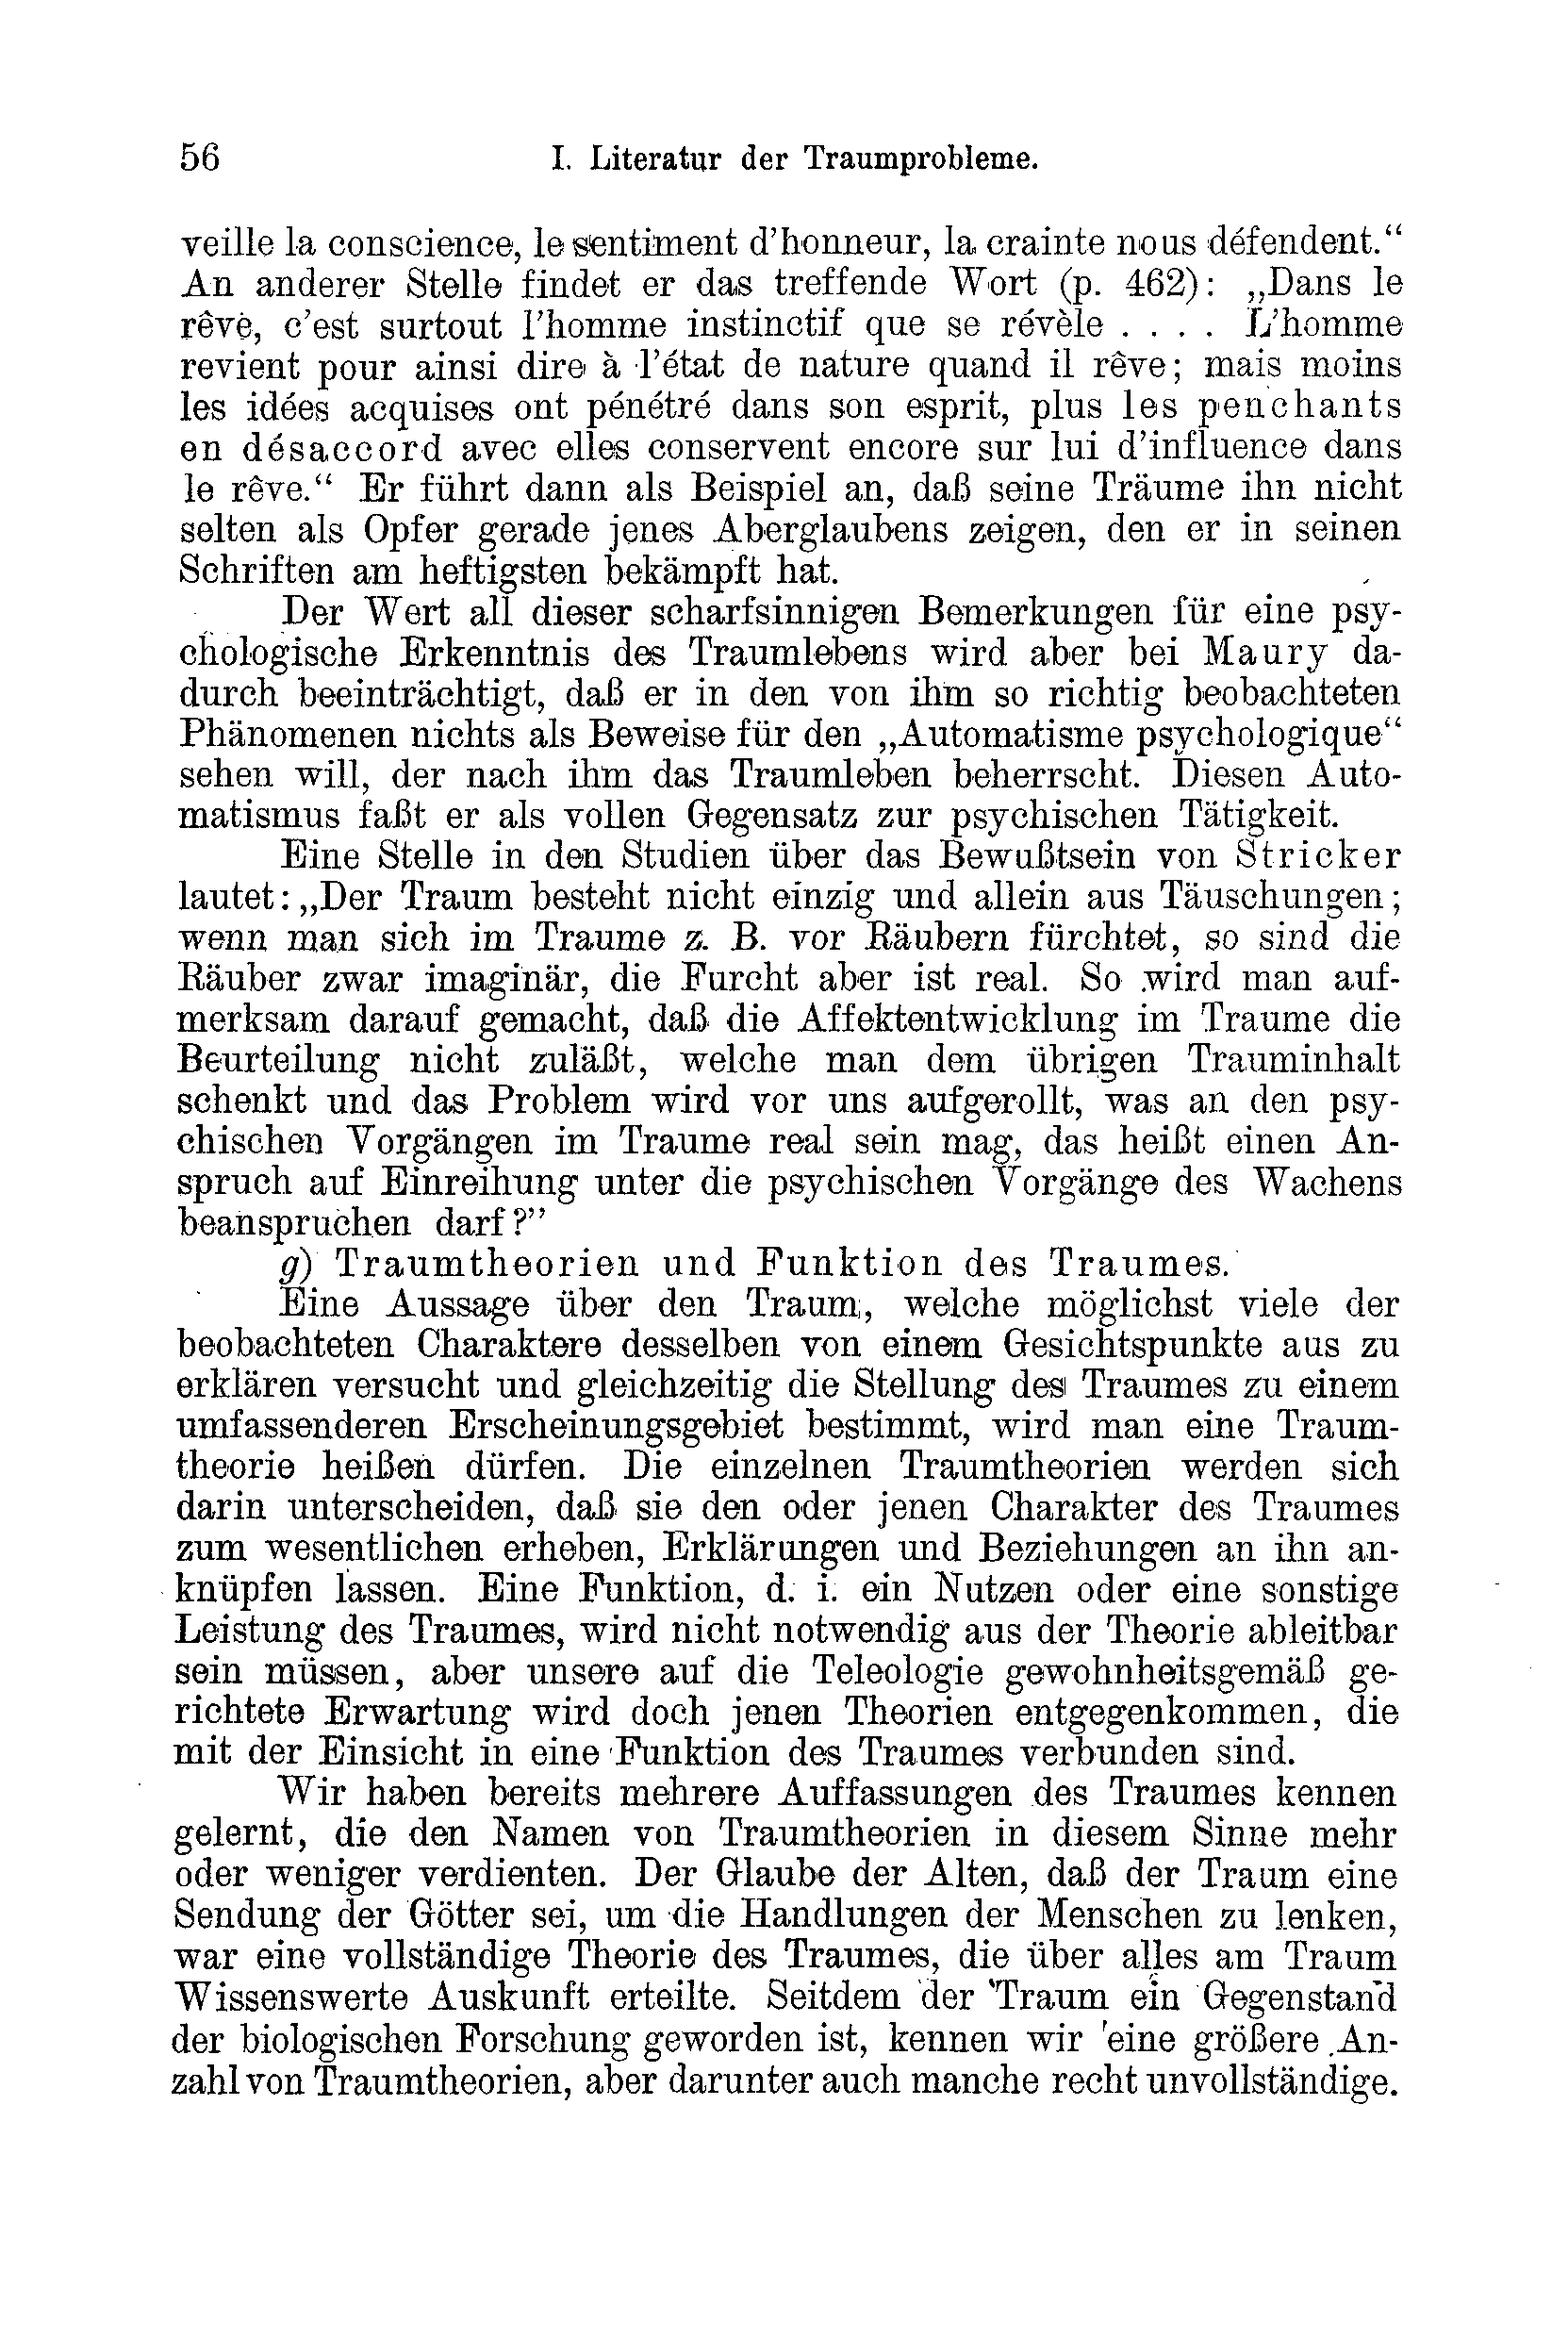 56 I. Literatur der Traumprobleme.
veille la conscience, le sentiment d'honneur, la crainte nous défendent.“
An anderer Stelle findet er das treffende Wort (p. 462): „Dans le
rêve, c'est surtout l'homme instinctif que se révèle . . . . L'homme
revient pour ainsi dire à l'état de nature quand il rêve; mais moins
les idées acquises ont pénétré dans son esprit, plus les penchants
en désaccord avec elles conservent encore sur lui d'influence dans
le rêve.“ Er führt dann als Beispiel an, daß seine Träume ihn nicht
selten als Opfer gerade jenes Aberglaubens zeigen, den er in seinen
Schriften am heftigsten bekämpft hat.
Der Wert all dieser scharfsinnigen Bemerkungen für eine psy-
chologische Erkenntnis des Traumlebens wird aber bei Maury da-
durch beeinträchtigt, daß er in den von ihm so richtig beobachteten
Phänomenen nichts als Beweise für den „Automatisme psychologique“
sehen will, der nach ihm das Traumleben beherrscht. Diesen Auto-
matismus faßt er als vollen Gegensatz zur psychischen Tätigkeit.
Eine Stelle in den Studien über das Bewußtsein von Stricker
lautet: „Der Traum besteht nicht einzig und allein aus Täuschungen;
wenn man sich im Traume z. B. vor Räubern fürchtet, so sind die
Räuber zwar imaginär, die Furcht aber ist real. So wird man auf-
merksam darauf gemacht, daß die Affektentwicklung im Traume die
Beurteilung nicht zuläßt, welche man dem übrigen Trauminhalt
schenkt und das Problem wird vor uns aufgerollt, was an den psy-
chischen Vorgängen im Traume real sein mag, das heißt einen An-
spruch auf Einreihung unter die psychischen Vorgänge des Wachens
beanspruchen darf?”
g) Traumtheorien und Funktion des Traumes.
Eine Aussage über den Traum, welche möglichst viele der
beobachteten Charaktere desselben von einem Gesichtspunkte aus zu
erklären versucht und gleichzeitig die Stellung des Traumes zu einem
umfassenderen Erscheinungsgebiet bestimmt, wird man eine Traum-
theorie heißen dürfen. Die einzelnen Traumtheorien werden sich
darin unterscheiden, daß sie den oder jenen Charakter des Traumes
zum wesentlichen erheben, Erklärungen und Beziehungen an ihn an-
knüpfen lassen. Eine Funktion, d. i. ein Nutzen oder eine sonstige
Leistung des Traumes, wird nicht notwendig aus der Theorie ableitbar
sein müssen, aber unsere auf die Teleologie gewohnheitsgemäß ge-
richtete Erwartung wird doch jenen Theorien entgegenkommen, die
mit der Einsicht in eine Funktion des Traumes verbunden sind.
Wir haben bereits mehrere Auffassungen des Traumes kennen
gelernt, die den Namen von Traumtheorien in diesem Sinne mehr
oder weniger verdienten. Der Glaube der Alten, daß der Traum eine
Sendung der Götter sei, um die Handlungen der Menschen zu lenken,
war eine vollständige Theorie des Traumes, die über alles am Traum
Wissenswerte Auskunft erteilte. Seitdem der Traum ein Gegenstand
der biologischen Forschung geworden ist, kennen wir eine größere An-
zahl von Traumtheorien, aber darunter auch manche recht unvollständige.